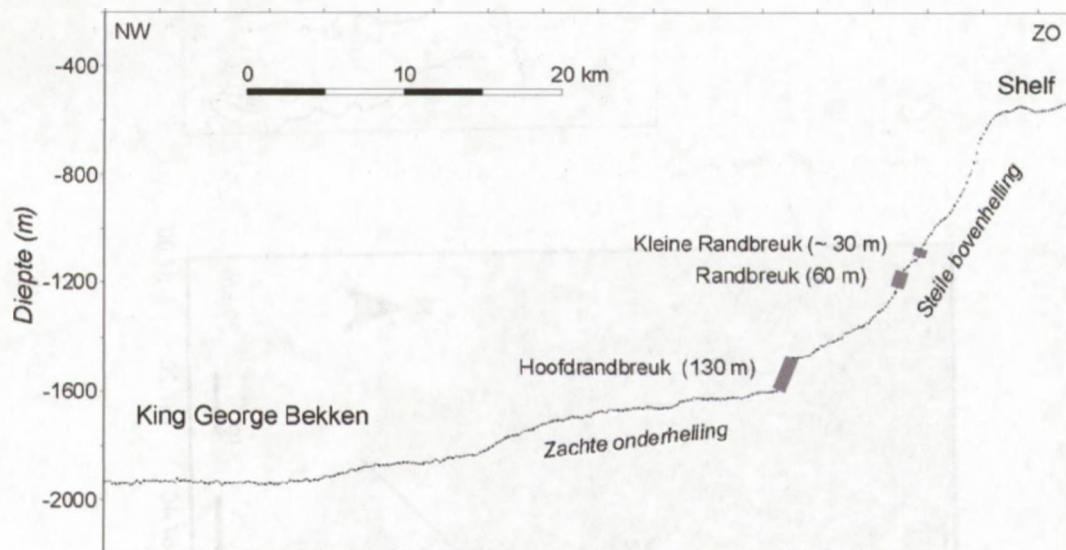 NW
ZO
-400
0 10 20 km
Shelf
-800
Diepte (m)
Kleine Randbreuk (~ 30 m)
-1200
Randbreuk (60 m)
Steile bovenhelling
Hoofdrandbreuk (130 m)
-1600
King George Bekken
Zachte onderhelling
-2000